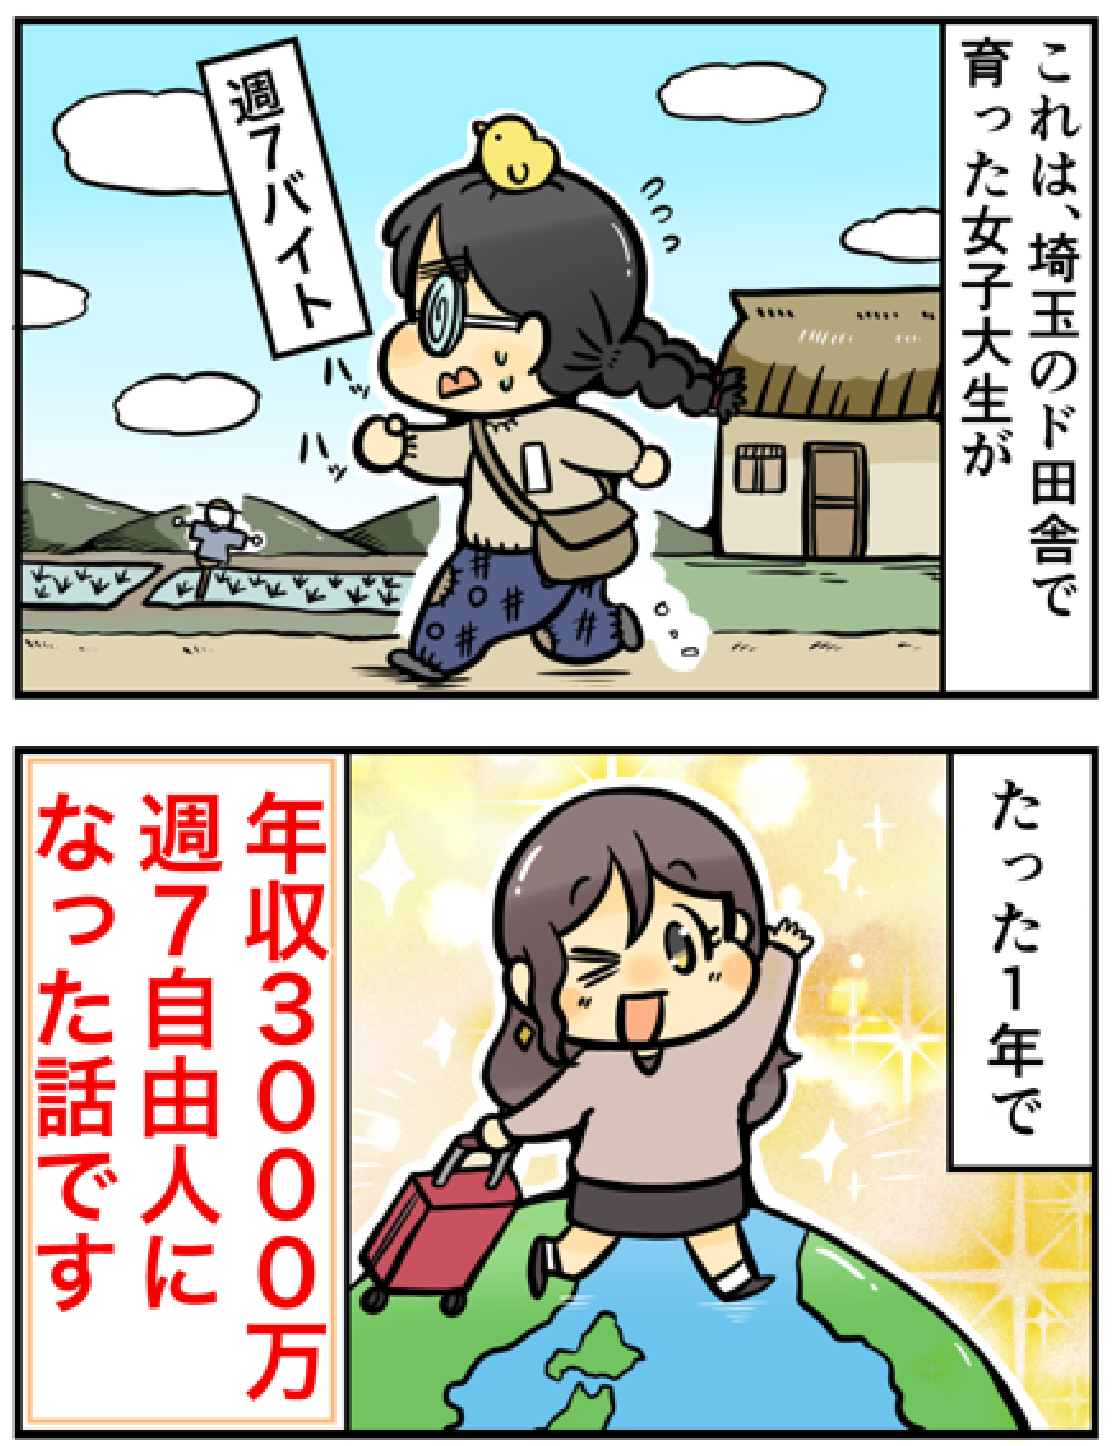 これは、埼玉のド田舎で
育った女子大生が
週7バイト
ハッ
ハッ
たった1年で
年収3000万
週7自由人に
なった話です